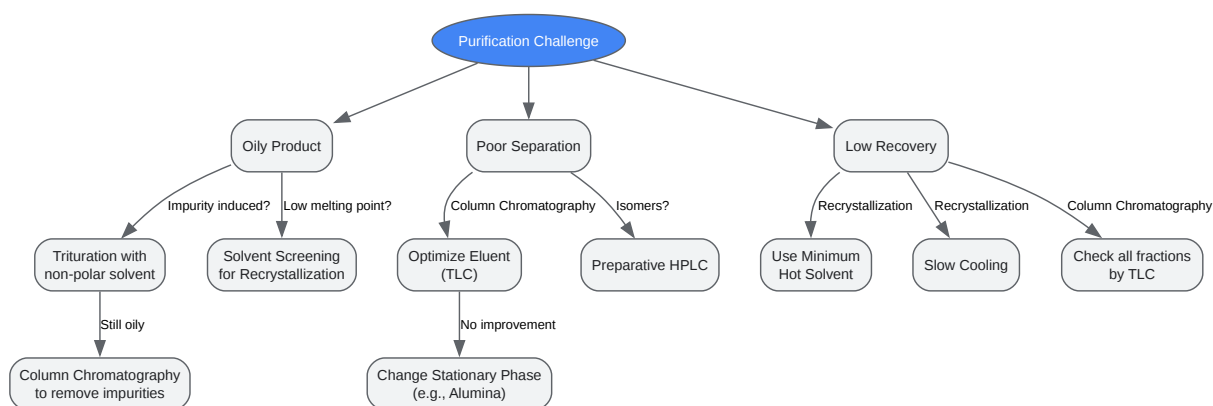 Purification Challenge
Oily Product
Poor Separation
Low Recovery
Impurity induced?
Low melting point?
Column Chromatography
Isomers?
Recrystallization
Recrystallization
Column Chromatography
Trituration with
non-polar solvent
Solvent Screening
for Recrystallization
Optimize Eluent
(TLC)
Preparative HPLC
Use Minimum
Hot Solvent
Slow Cooling
Check all fractions
by TLC
Still oily
No improvement
Column Chromatography
to remove impurities
Change Stationary Phase
(e.g., Alumina)